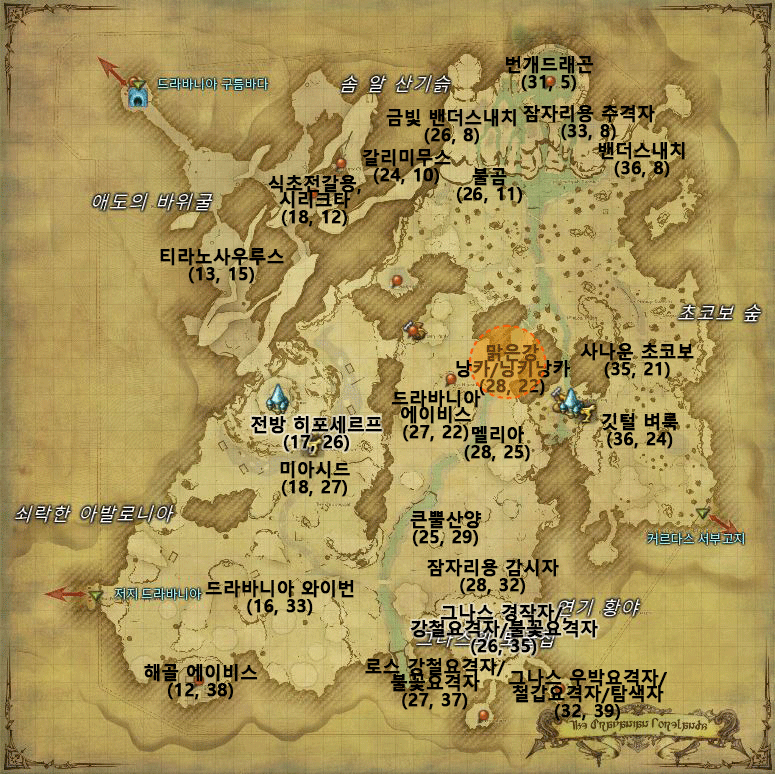 번개드래곤
(31, 5)
드라바니아 구름바다
솜 알 산기슭
금빛 밴더스내치
(26, 8)
잠자리용 추격자
(33, 8)
밴더스내치
(36, 8)
갈리미무스
(24, 10)
불곰
(26, 11)
식초전갈용,
시리크타
(18, 12)
애도의 바위굴
티라노사우루스
(13, 15)
초코보 숲
맑은강
낭카/낭키낭카
(28, 22)
사나운 초코보
(35, 21)
드라바니아
에이비스
(27, 22)
깃털 벼룩
(36, 24)
전방 히포세르프
(17, 26)
멜리아
(28, 25)
미아시드
(18, 27)
쇠락한 아발로니아
큰뿔산양
(25, 29)
커르다스 서부고지
잠자리용 감시자
(28, 32)
저지 드라바니아
드라바니야 와이번
(16, 33)
연기 황야
그나스 경작자/
강철요격자/불꽃요격자
(26, 35)
로스 강철요격자/
불꽃요격자
(27, 37)
해골 에이비스
(12, 38)
그나스 우박요격자/
철갑요격자/탐색자
(32, 39)